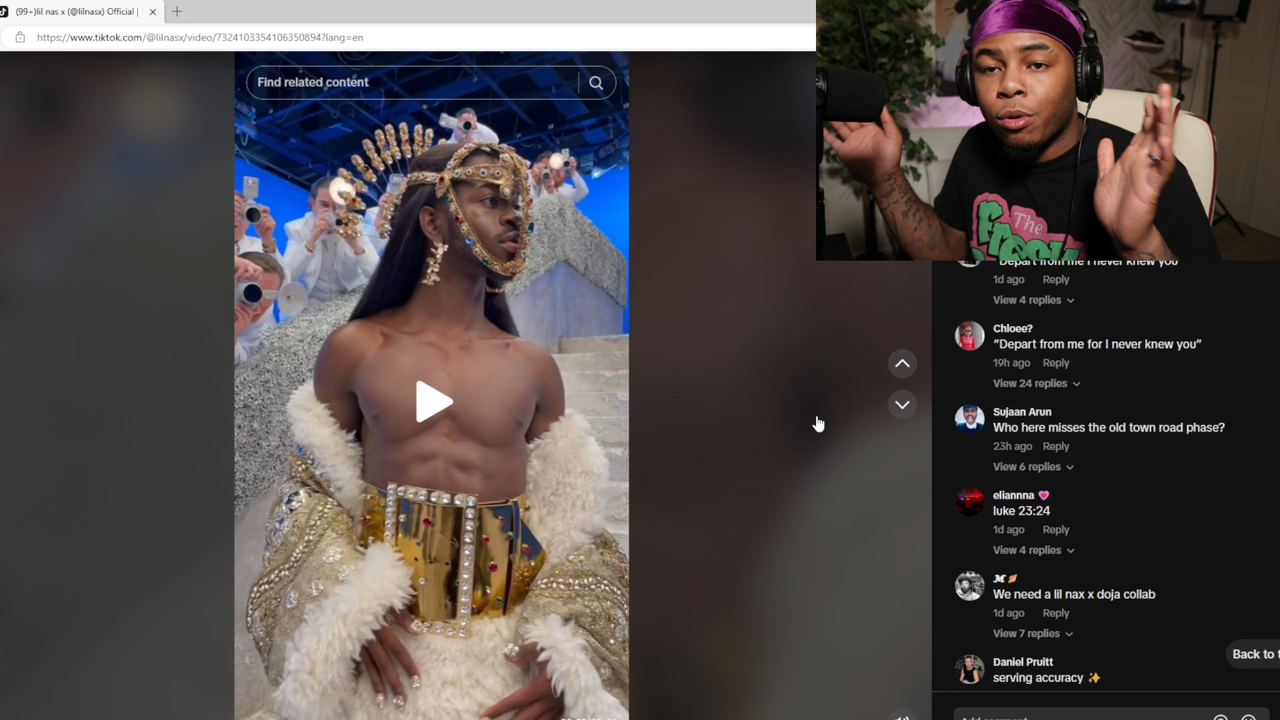 (99+)lil nas x (@lilnasx) Official |
https://www.tiktok.com/@lilnasx/video/7324103354106350894?lang=en
Find related content
The
Fresh
"Depart from me I never knew you"
1d ago Reply
View 4 replies
Chloee?
“Depart from me for I never knew you”
19h ago Reply
View 24 replies
Sujaan Arun
Who here misses the old town road phase?
23h ago Reply
View 6 replies
eliannna
luke 23:24
1d ago Reply
View 4 replies
We need a lil nax x doja collab
1d ago Reply
View 7 replies
Back to
Daniel Pruitt
serving accuracy ✨
Add comment...